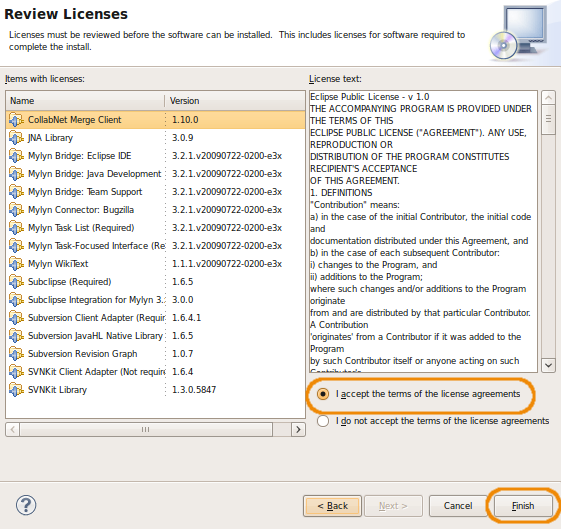 Review Licenses
Licenses must be reviewed before the software can be installed.  This includes licenses for software required to
complete the install.
Items with licenses:
Name Version
CollabNet Merge Client 1.10.0
JNA Library 3.0.9
Mylyn Bridge: Eclipse IDE 3.2.1.v20090722-0200-e3x
Mylyn Bridge: Java Development 3.2.1.v20090722-0200-e3x
Mylyn Bridge: Team Support 3.2.1.v20090722-0200-e3x
Mylyn Connector: Bugzilla 3.2.1.v20090722-0200-e3x
Mylyn Task List (Required) 3.2.1.v20090722-0200-e3x
Mylyn Task-Focused Interface (Re 3.2.1.v20090722-0200-e3x
Mylyn WikiText 1.1.1.v20090722-0200-e3x
Subclipse (Required) 1.6.5
Subclipse Integration for Mylyn 3. 3.0.0
Subversion Client Adapter (Requir 1.6.4.1
Subversion JavaHL Native Library 1.6.5
Subversion Revision Graph 1.0.7
SVNKit Client Adapter (Not require 1.6.4
SVNKit Library 1.3.0.5847
License text:
Eclipse Public License - v 1.0
THE ACCOMPANYING PROGRAM IS PROVIDED UNDER
THE TERMS OF THIS
ECLIPSE PUBLIC LICENSE ("AGREEMENT"). ANY USE,
REPRODUCTION OR
DISTRIBUTION OF THE PROGRAM CONSTITUTES
RECIPIENT'S ACCEPTANCE
OF THIS AGREEMENT.
1. DEFINITIONS
"Contribution" means:
a) in the case of the initial Contributor, the initial code
and
documentation distributed under this Agreement, and
b) in the case of each subsequent Contributor:
i) changes to the Program, and
ii) additions to the Program;
where such changes and/or additions to the Program
originate
from and are distributed by that particular Contributor.
A Contribution
'originates' from a Contributor if it was added to the
Program
by such Contributor itself or anyone acting on such
Contributor's
I accept the terms of the license agreements
I do not accept the terms of the license agreements
?
< Back
Next >
Cancel
Finish